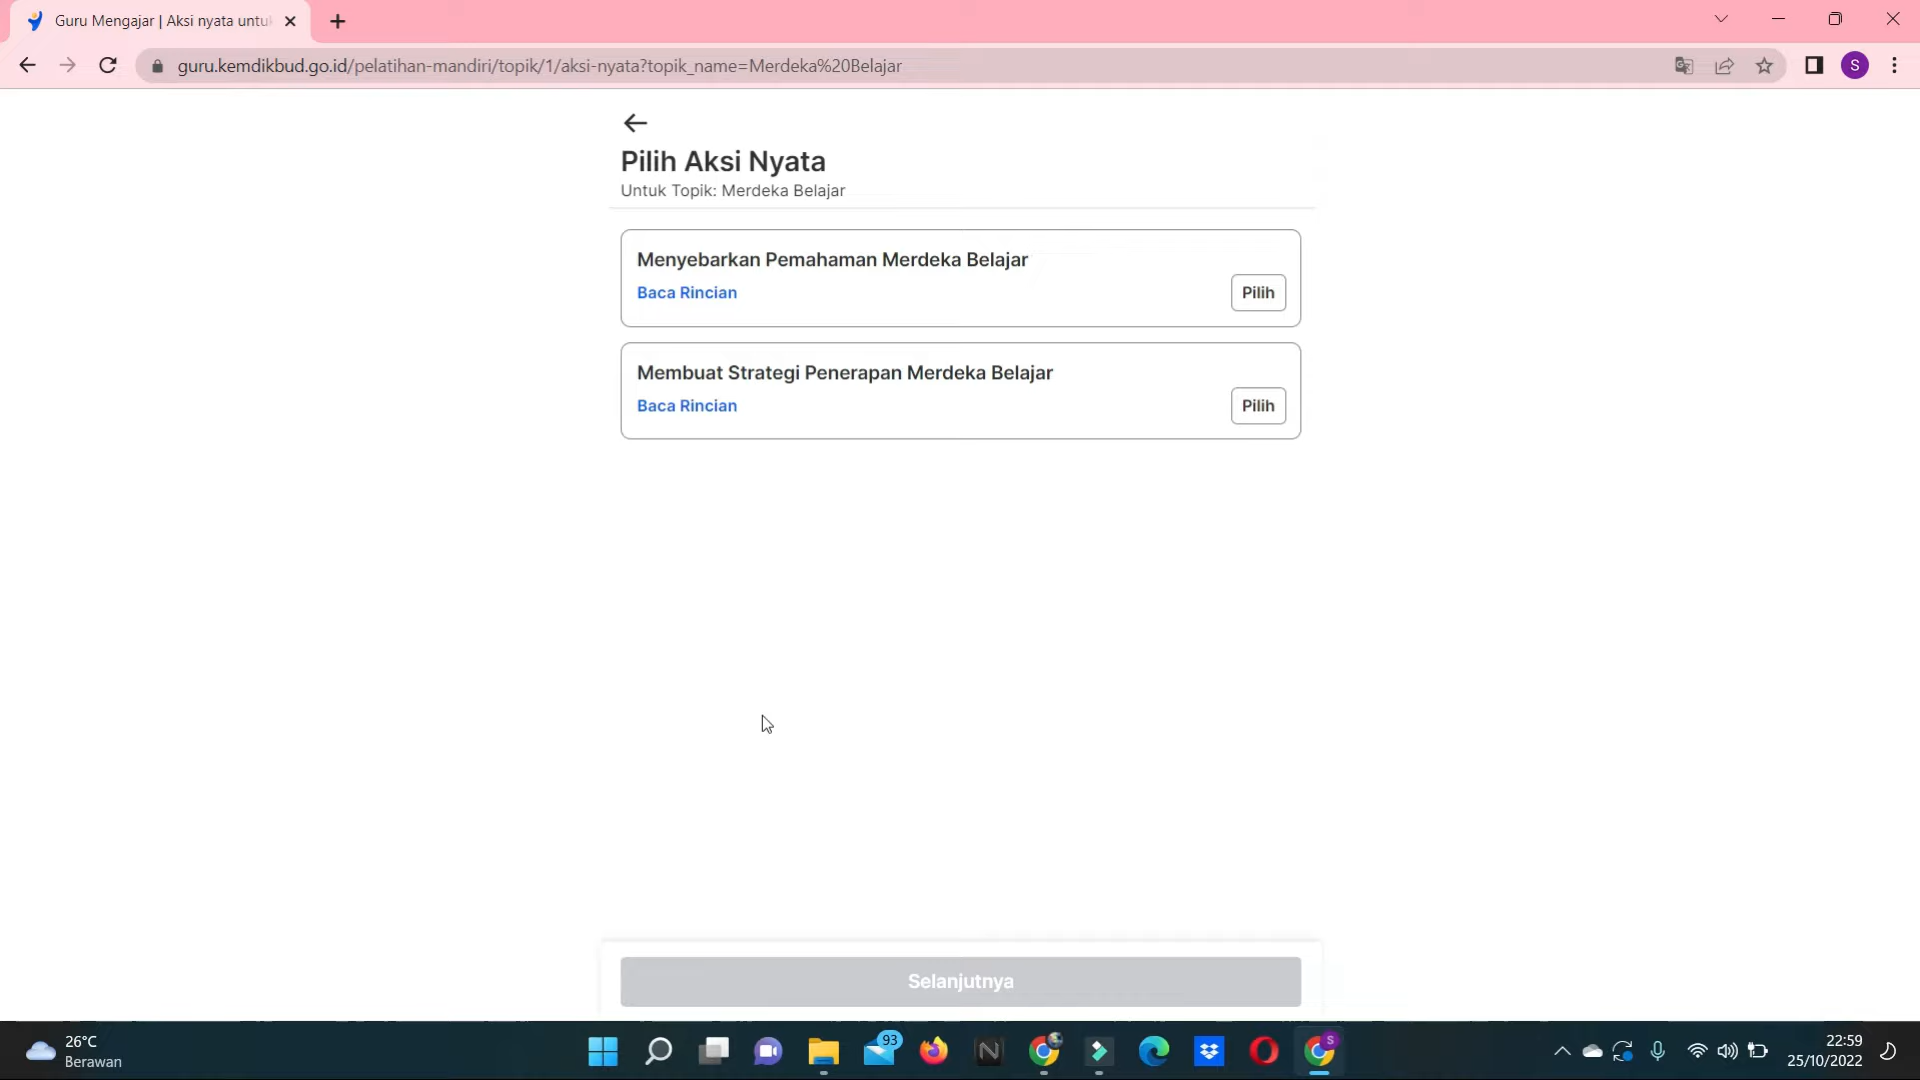 Guru Mengajar | Aksi nyata untuk
guru.kemdikbud.go.id/pelatihan-mandiri/topik/1/aksi-nyata?topik_name=Merdeka%20Belajar
S
Pilih Aksi Nyata
Untuk Topik: Merdeka Belajar
Menyebarkan Pemahaman Merdeka Belajar
Baca Rincian
Pilih
Membuat Strategi Penerapan Merdeka Belajar
Baca Rincian
Pilih
Selanjutnya
26°C
Berawan
93
N
S
22:59
25/10/2022